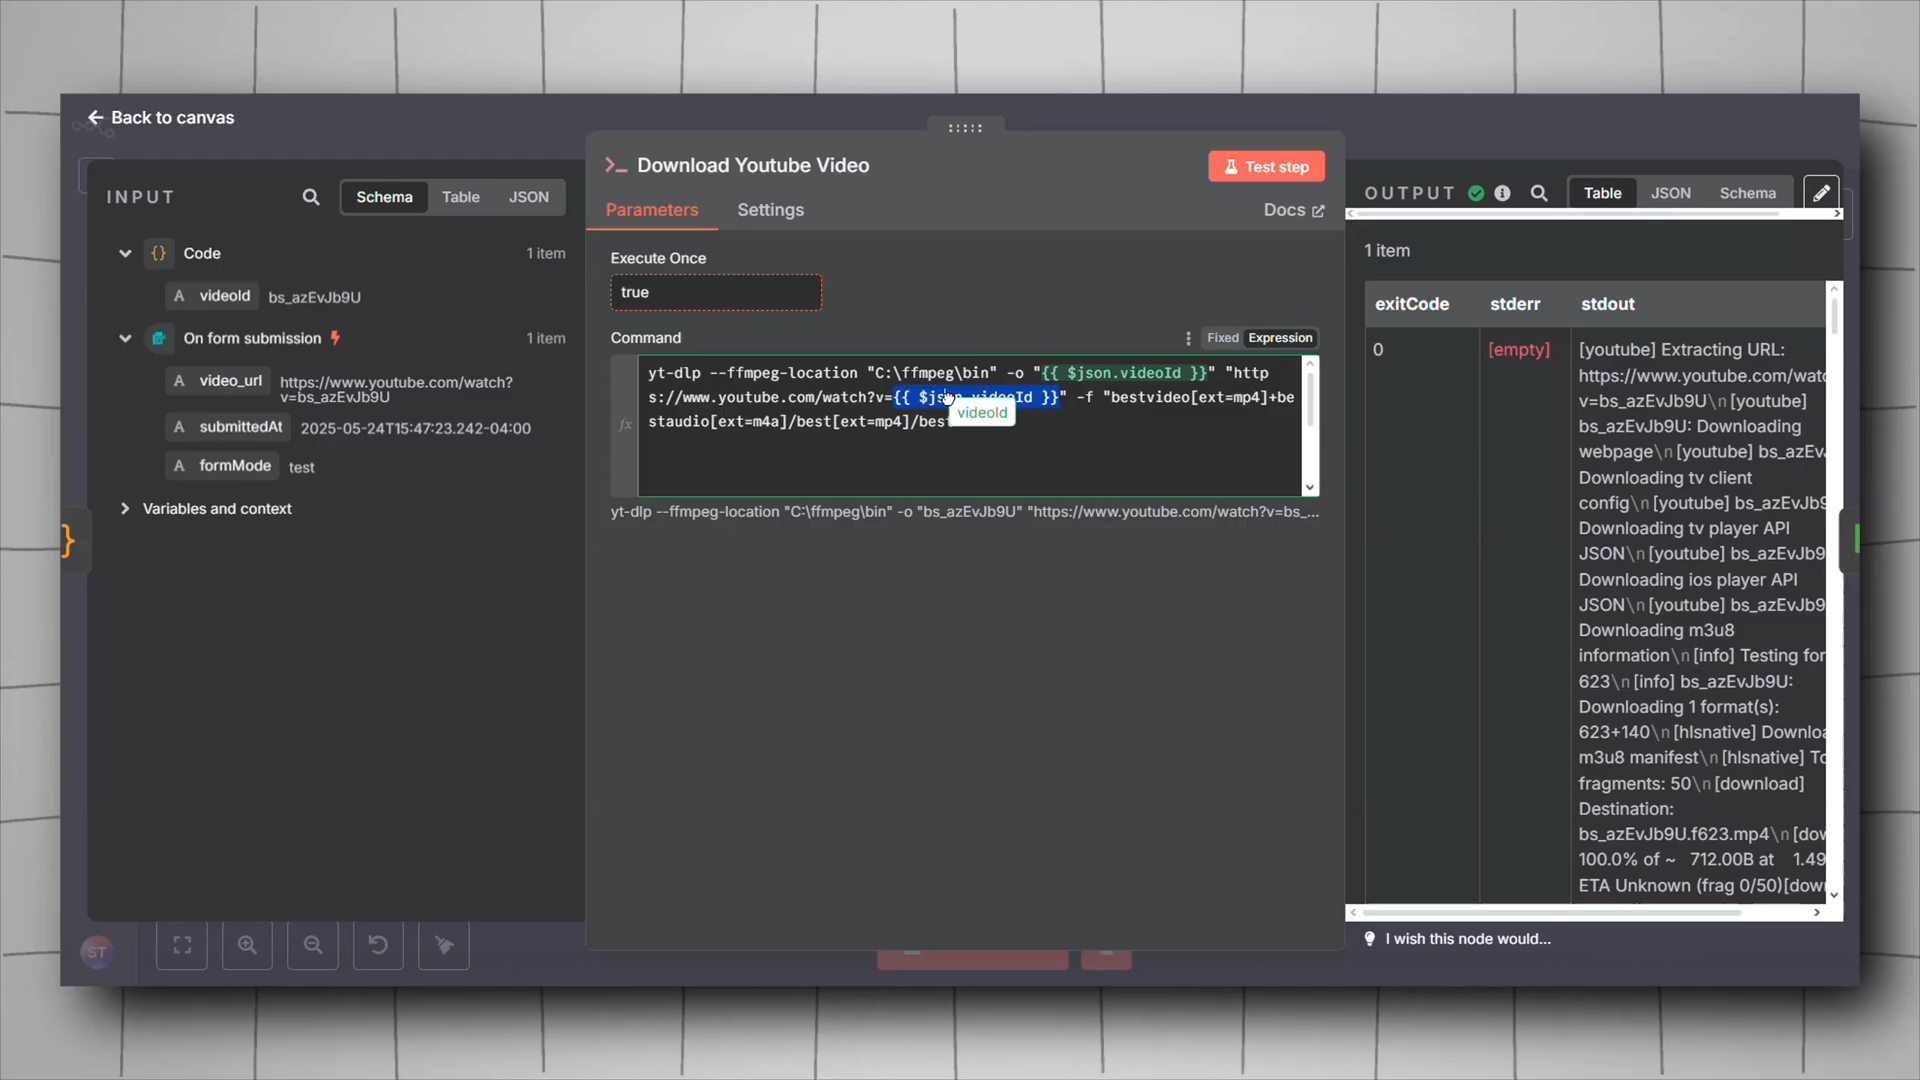 Back to canvas
INPUT
Schema
Table
JSON
Code
1 item
A videoId bs_azEvJb9U
On form submission
1 item
A video_url https://www.youtube.com/watch?
v=bs_azEvJb9U
A submittedAt 2025-05-24T15:47:23.242-04:00
A formMode test
Variables and context
}
ST
>_ Download Youtube Video
Test step
Parameters
Settings
Docs
Execute Once
true
Command
Fixed
Expression
yt-dlp --ffmpeg-location "C:\ffmpeg\bin" -o "{{ $json.videoId }}" "http
s://www.youtube.com/watch?v={{ $json.videoId }}" -f "bestvideo[ext=mp4]+be
staudio[ext=m4a]/best[ext=mp4]/best
videoId
fx
yt-dlp --ffmpeg-location "C:\ffmpeg\bin" -o "bs_azEvJb9U" "https://www.youtube.com/watch?v=bs_...
OUTPUT
Table
JSON
Schema
1 item
exitCode
stderr
stdout
0
[empty]
[youtube] Extracting URL:
https://www.youtube.com/watc
v=bs_azEvJb9U\n[youtube]
bs_azEvJb9U: Downloading
webpage\n[youtube] bs_azEv
Downloading tv client
config\n[youtube] bs_azEvJb9
Downloading tv player API
JSON\n[youtube] bs_azEvJb9
Downloading ios player API
JSON\n[youtube] bs_azEvJb9
Downloading m3u8
information\n[info] Testing for
623\n[info] bs_azEvJb9U:
Downloading 1 format(s):
623+140\n[hlsnative] Downloa
m3u8 manifest\n[hlsnative] To
fragments: 50\n[download]
Destination:
bs_azEvJb9U.f623.mp4\n[dow
100.0% of ~ 712.00B at 1.49
ETA Unknown (frag 0/50)[down
I wish this node would...